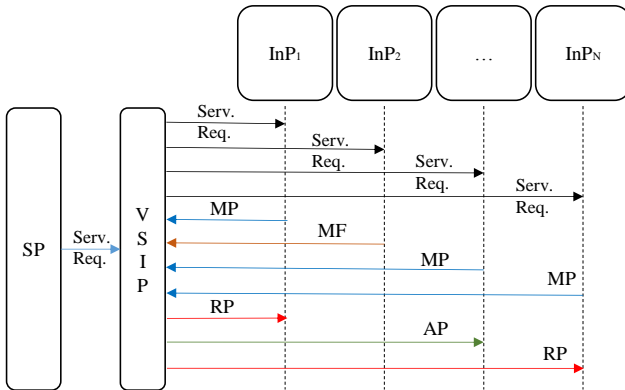 InP1 InP2 … InPN
Serv.
Req.
Serv.
Req.
Serv.
Req.
Serv.
Req.
SP
Serv.
Req.
V
S
I
P
MP
MF
MP
MP
RP
AP
RP